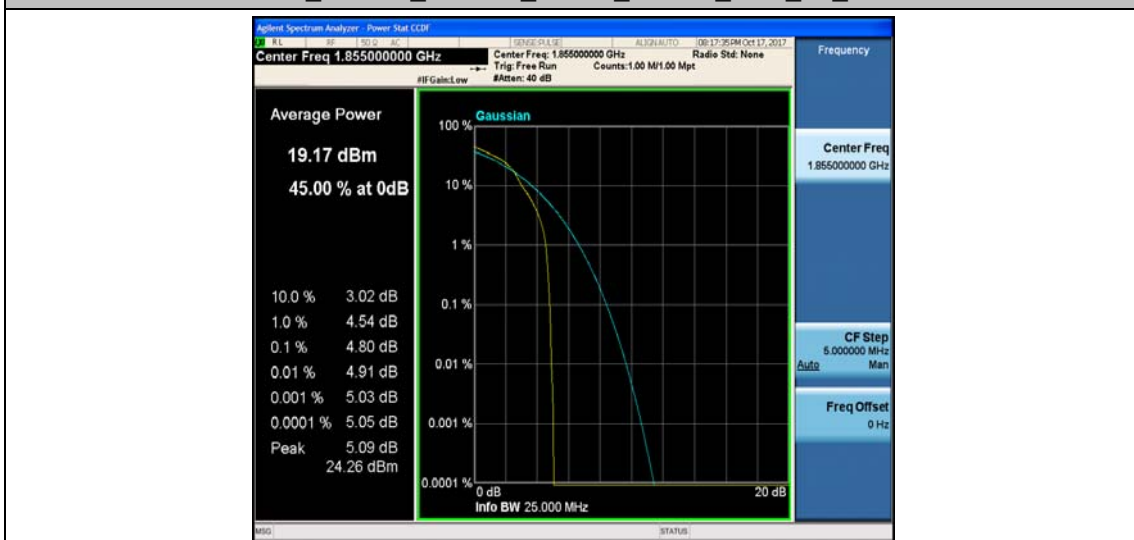 Agilent Spectrum Analyzer - Power Stat CCDF
RL RF 50 Ω AC SENSE:PULSE ALIGN AUTO 08:17:35 PM Oct 17, 2017
Center Freq 1.855000000 GHz
Center Freq: 1.855000000 GHz Radio Std: None
Trig: Free Run Counts:1.00 M/1.00 Mpt
#IFGain:Low #Atten: 40 dB
Frequency
Average Power
19.17 dBm
45.00 % at 0dB
10.0 % 3.02 dB
1.0 % 4.54 dB
0.1 % 4.80 dB
0.01 % 4.91 dB
0.001 % 5.03 dB
0.0001 % 5.05 dB
Peak 5.09 dB
24.26 dBm
Gaussian
100 %
10 %
1 %
0.1 %
0.01 %
0.001 %
0.0001 %
0 dB 20 dB
Info BW 25.000 MHz
Center Freq
1.855000000 GHz
CF Step
5.000000 MHz
Auto Man
Freq Offset
0 Hz
MSG STATUS